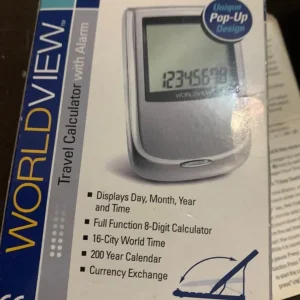 Unique
Pop-Up
Design
WORLDVIEW™
Travel Calculator with Alarm
12345678
WORLDVIEW
Displays Day, Month, Year
and Time
Full Function 8-Digit Calculator
16-City World Time
200 Year Calendar
Currency Exchange